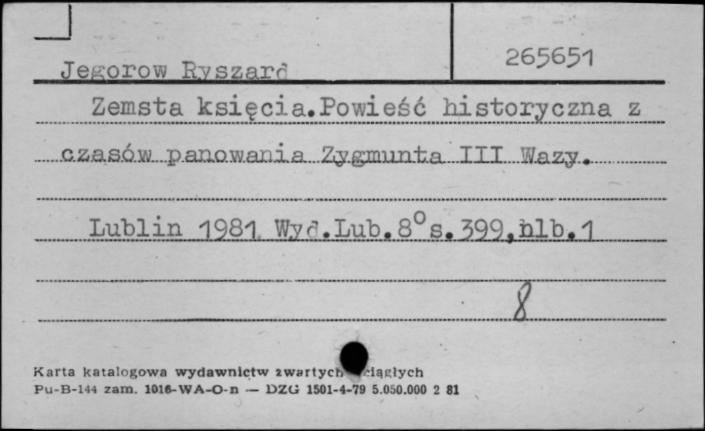 265651
Jegorow Ryszard
Zemsta księcia.Powieść historyczna z
czasów panowania Zygmunta III Wazy.
Lublin 1981 Wyd.Lub.8° s.399,nlb.1
8
Karta katalogowa wydawnictw zwartych ciągłych
Pu-B-144 zam. 1016-WA-O-n — DZG 1501-4-79 5.050.000 2 81